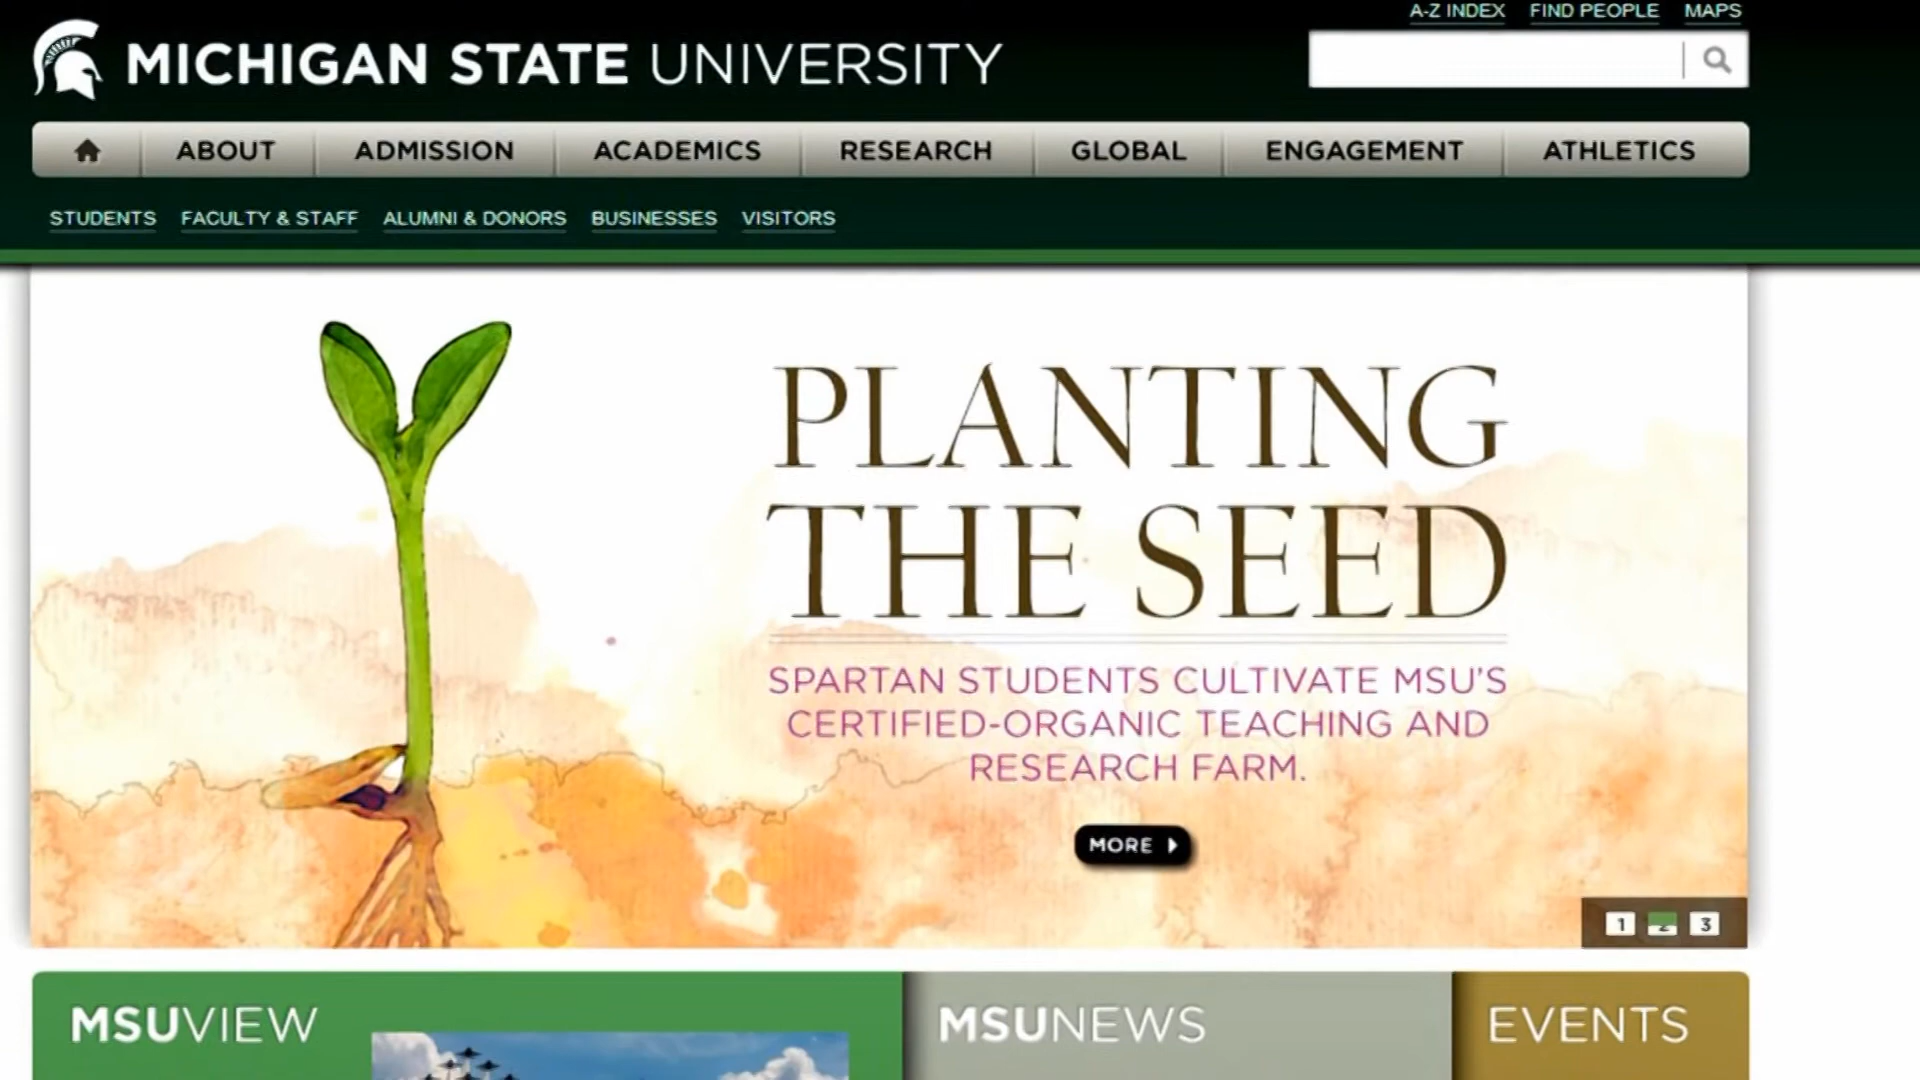 A-Z INDEX FIND PEOPLE MAPS
MICHIGAN STATE UNIVERSITY
ABOUT ADMISSION ACADEMICS RESEARCH GLOBAL ENGAGEMENT ATHLETICS
STUDENTS FACULTY & STAFF ALUMNI & DONORS BUSINESSES VISITORS
PLANTING
THE SEED
SPARTAN STUDENTS CULTIVATE MSU'S
CERTIFIED-ORGANIC TEACHING AND
RESEARCH FARM.
MORE
1 2 3
MSUVIEW MSUNEWS EVENTS